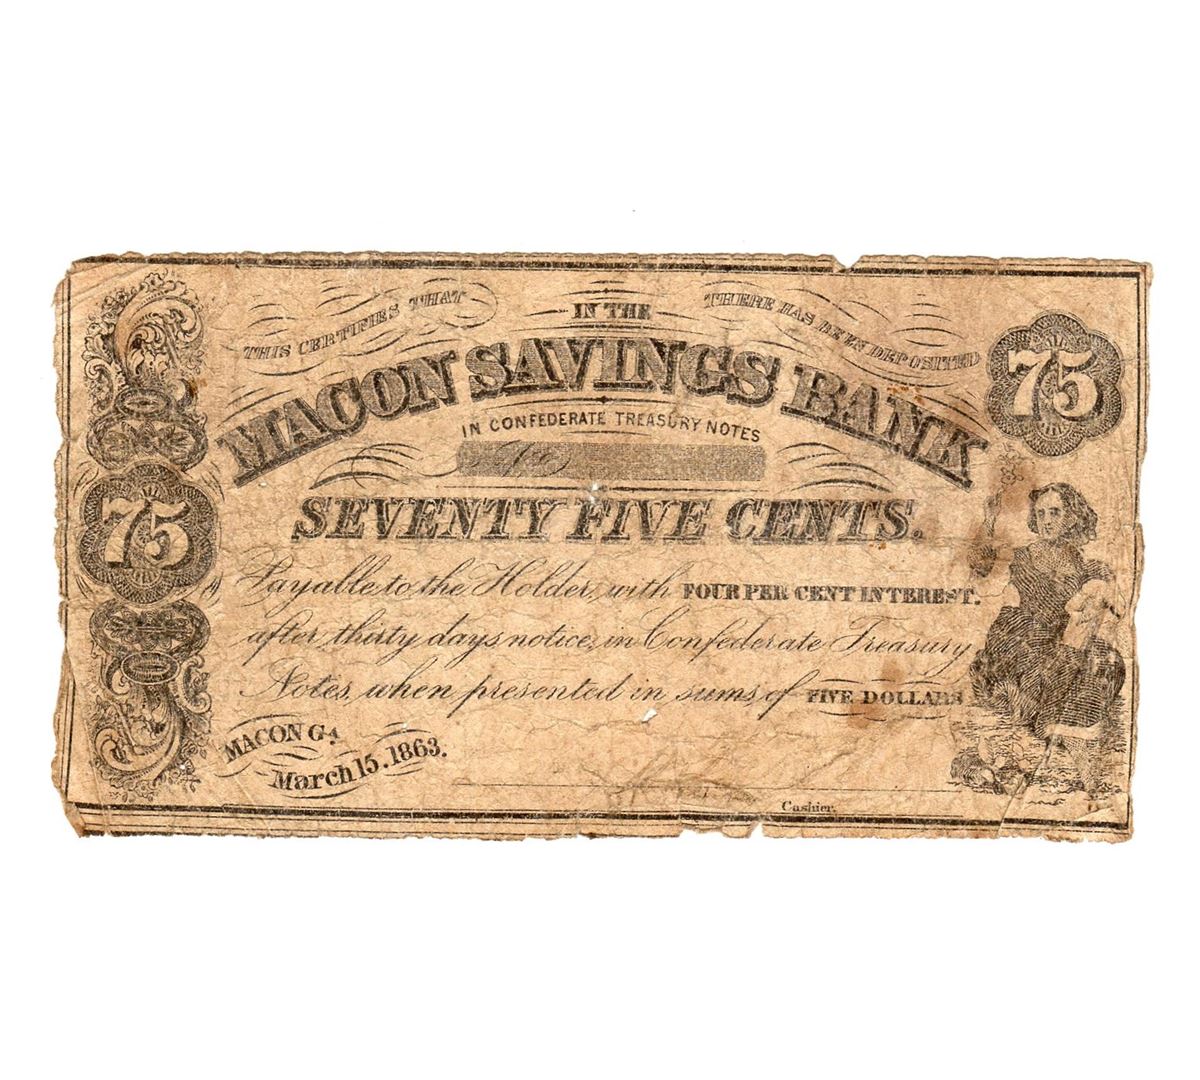 THIS CERTIFIES THAT THERE HAS BEEN DEPOSITED
IN THE
MACON SAVINGS BANK
75
IN CONFEDERATE TREASURY NOTES
75
SEVENTY FIVE CENTS.
Payable to the Holder, with FOUR PER CENT INTEREST.
after thirty days notice, in Confederate Treasury
Notes, when presented in sums of FIVE DOLLARS
MACON GA
March 15. 1863.
Cashier.